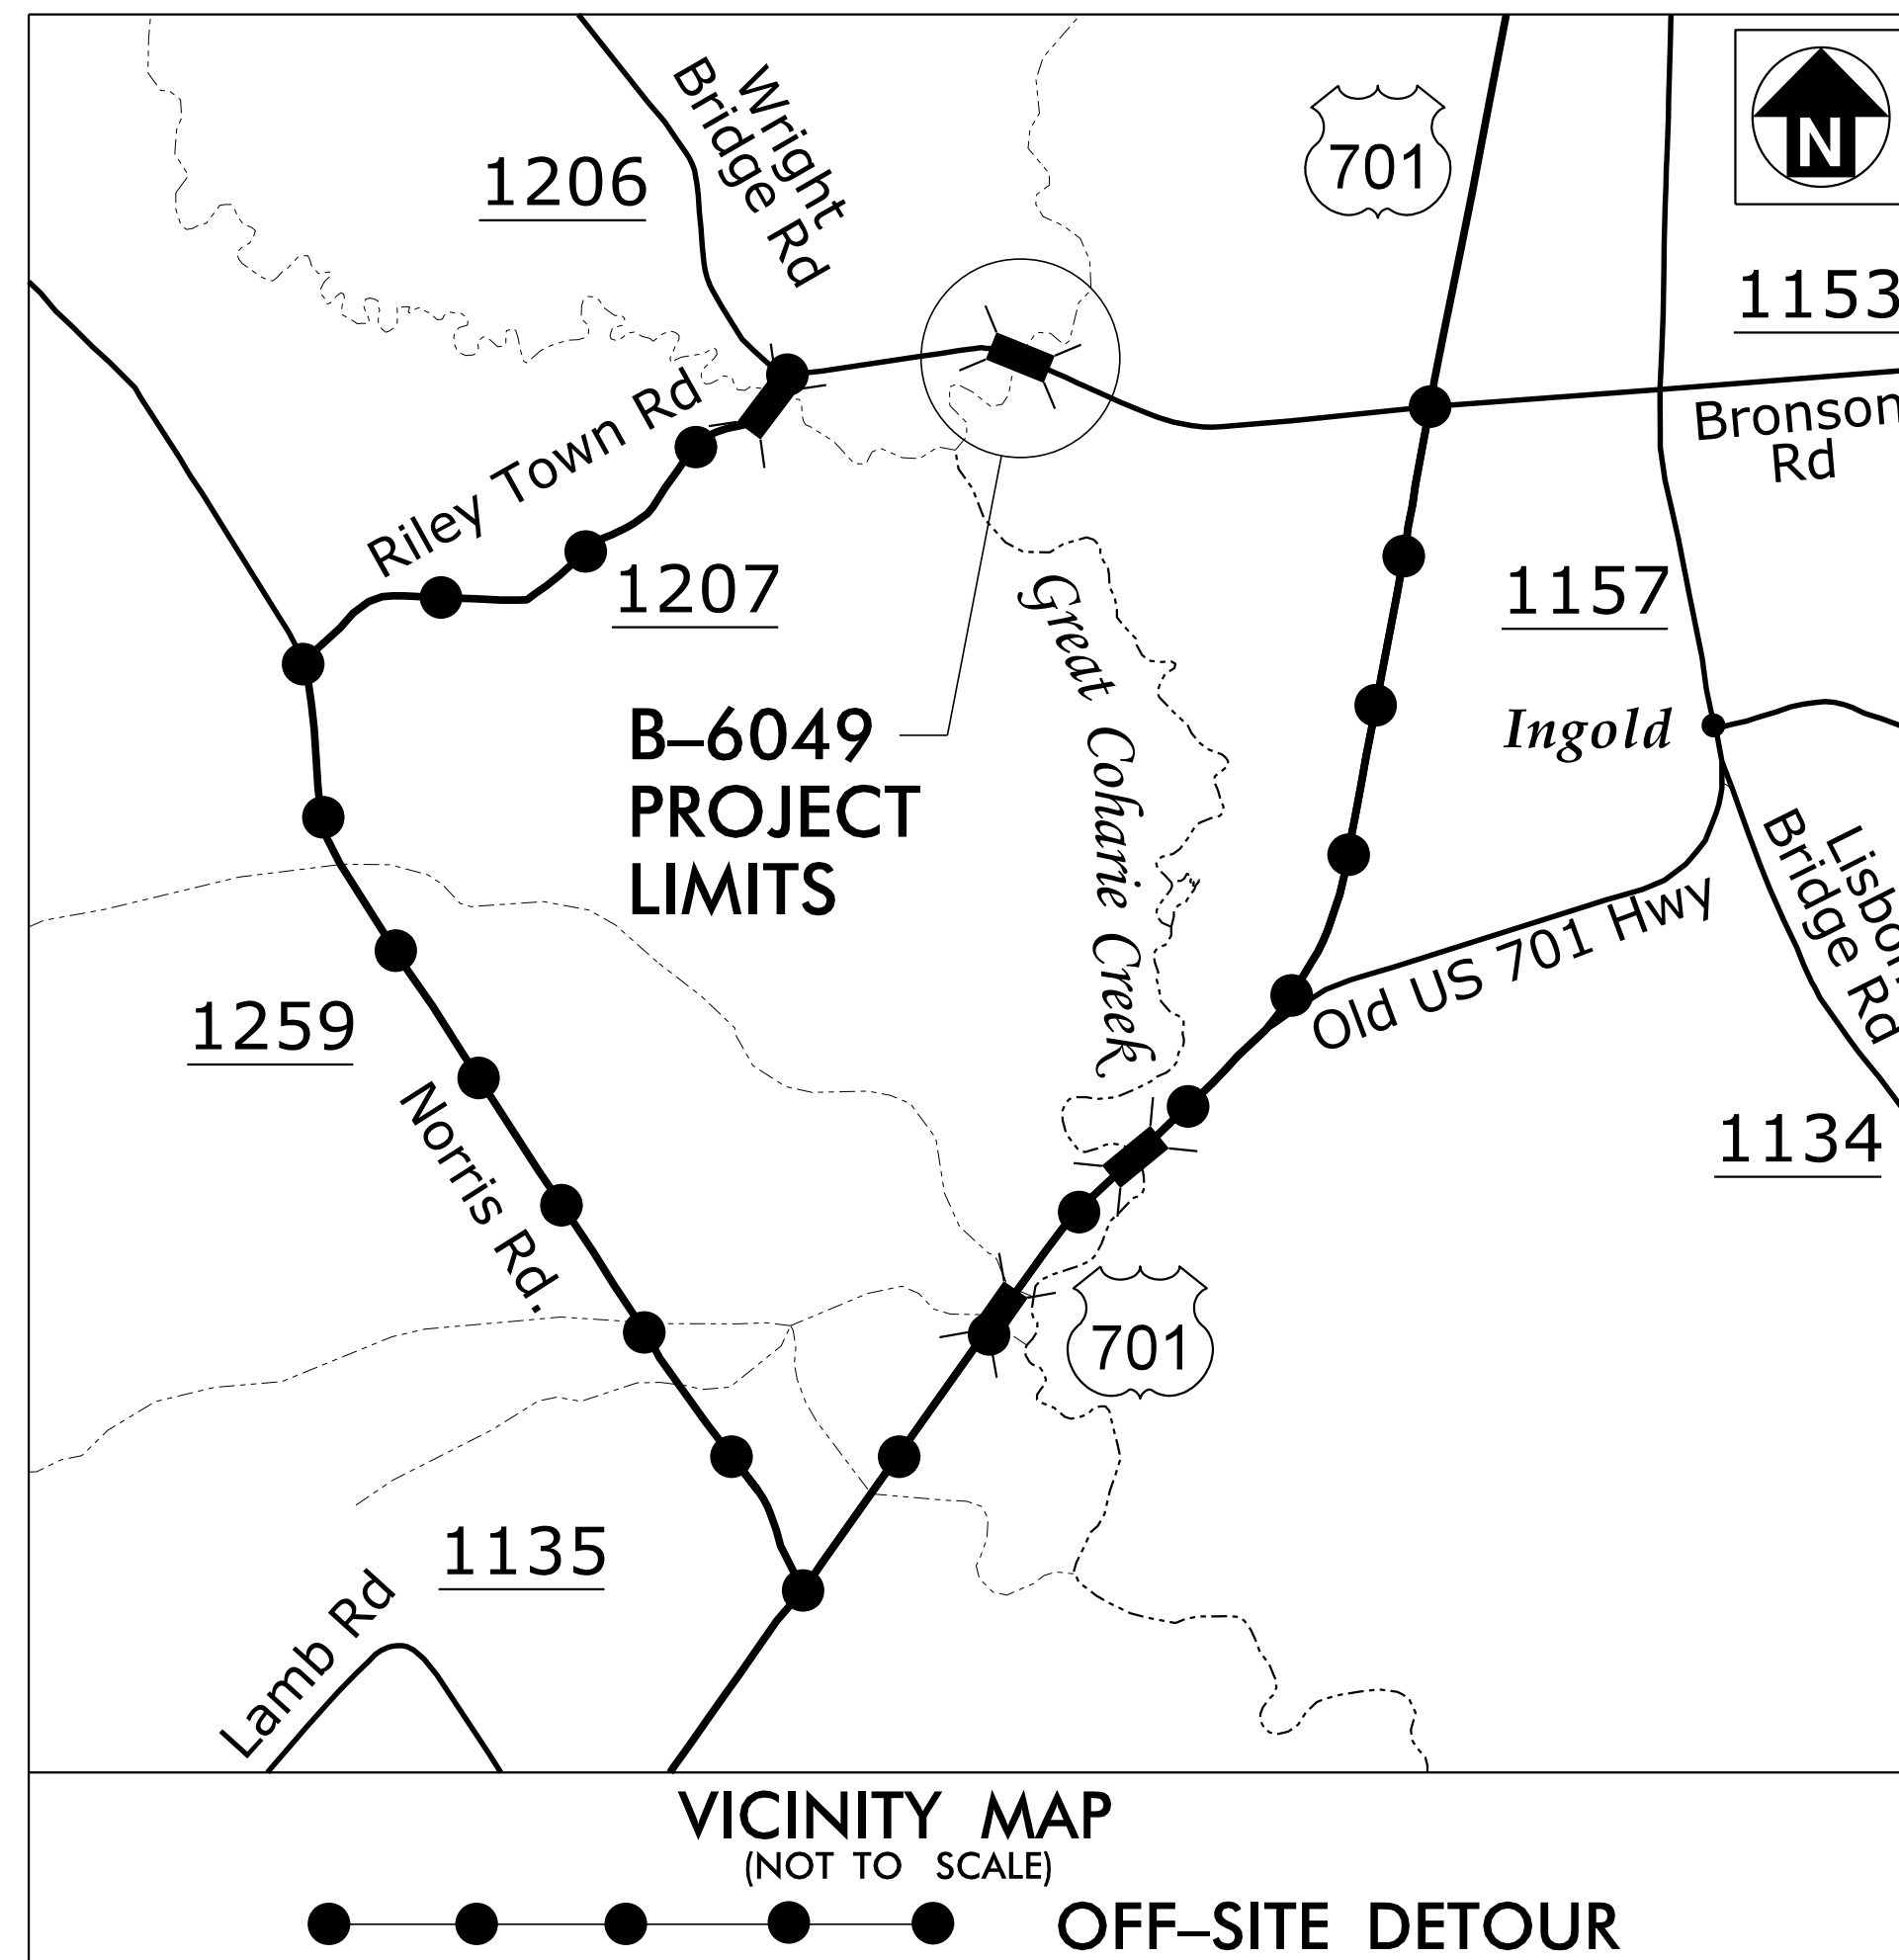 Wright
Bridge Rd
1206
701
N
1153
Bronson
Rd
Riley Town Rd
1207
1157
Great Coharie Creek
Ingold
B–6049
PROJECT
LIMITS
Bridge Rd
Old US 701 Hwy
1259
Morris Rd.
1134
701
1135
Lamb Rd
VICINITY MAP
(NOT TO SCALE)
OFF–SITE DETOUR